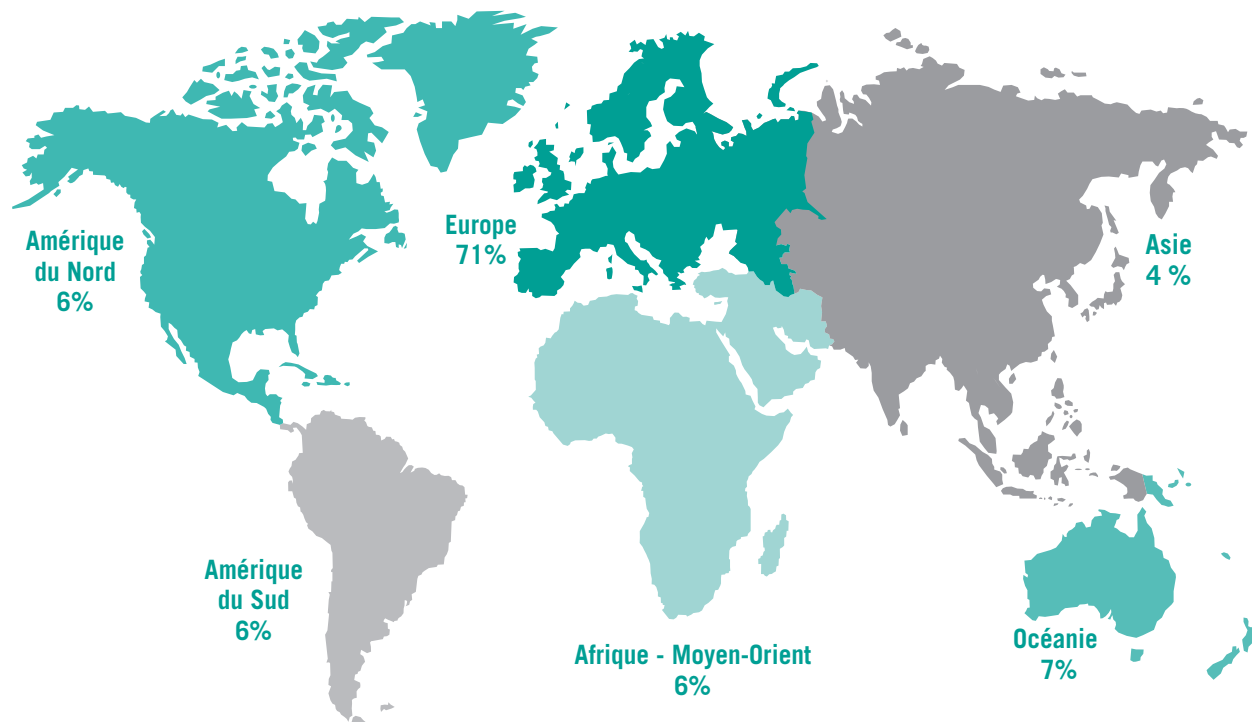 Amérique
du Nord
6%
Europe
71%
Asie
4 %
Amérique
du Sud
6%
Afrique - Moyen-Orient
6%
Océanie
7%